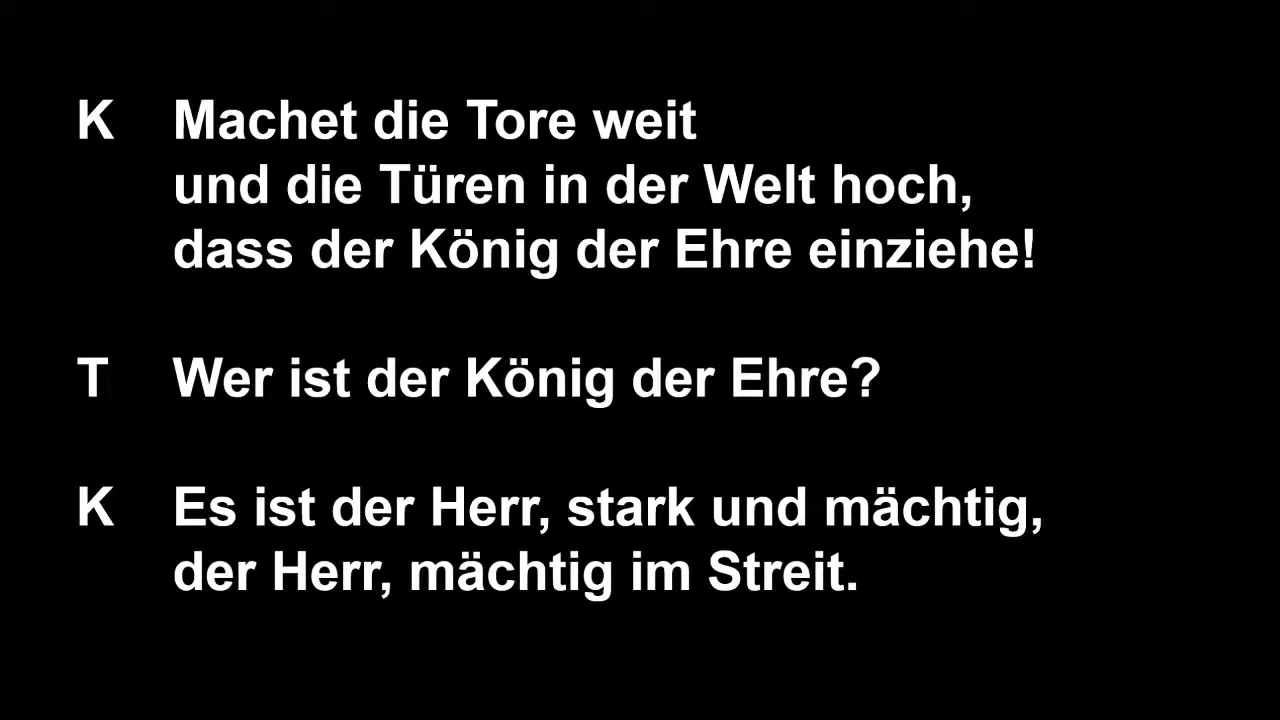 K Machet die Tore weit
und die Türen in der Welt hoch,
dass der König der Ehre einziehe!
T Wer ist der König der Ehre?
K Es ist der Herr, stark und mächtig,
der Herr, mächtig im Streit.